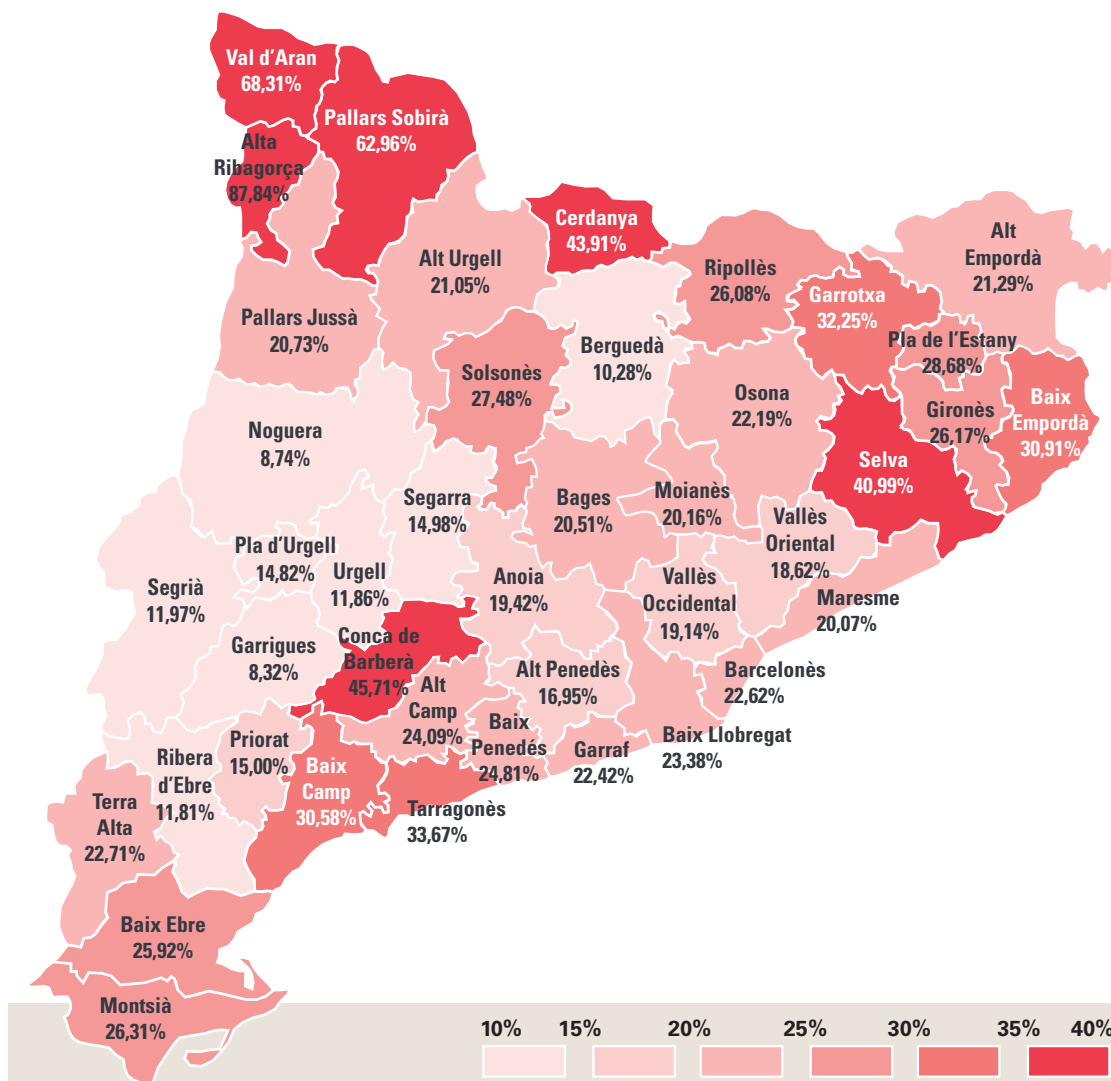 Val d'Aran
68,31%
Pallars Sobirà
62,96%
Alta
Ribagorça
87,84%
Cerdanya
43,91%
Alt Urgell
21,05%
Ripollès
26,08%
Alt
Empordà
21,29%
Garrotxa
32,25%
Pallars Jussà
20,73%
Pla de l'Estany
28,68%
Berguedà
10,28%
Solsonès
27,48%
Osona
22,19%
Gironès
26,17%
Baix
Empordà
30,91%
Noguera
8,74%
Selva
40,99%
Segarra
14,98%
Bages
20,51%
Moianès
20,16%
Vallès
Oriental
18,62%
Pla d'Urgell
14,82%
Urgell
11,86%
Segrià
11,97%
Anoia
19,42%
Vallès
Occidental
19,14%
Maresme
20,07%
Garrigues
8,32%
Conca de
Barberà
45,71%
Alt Penedès
16,95%
Barcelonès
22,62%
Alt
Camp
24,09%
Baix
Penedés
24,81%
Garraf
22,42%
Baix Llobregat
23,38%
Priorat
15,00%
Ribera
d'Ebre
11,81%
Baix
Camp
30,58%
Tarragonès
33,67%
Terra
Alta
22,71%
Baix Ebre
25,92%
Montsià
26,31%
10% 15% 20% 25% 30% 35% 40%